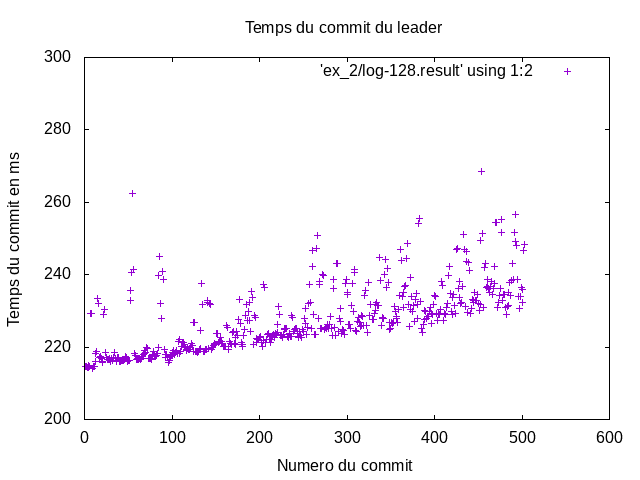 Temps du commit du leader
'ex_2/log-128.result' using 1:2
Temps du commit en ms
300
280
260
240
220
200
0 100 200 300 400 500 600
Numero du commit